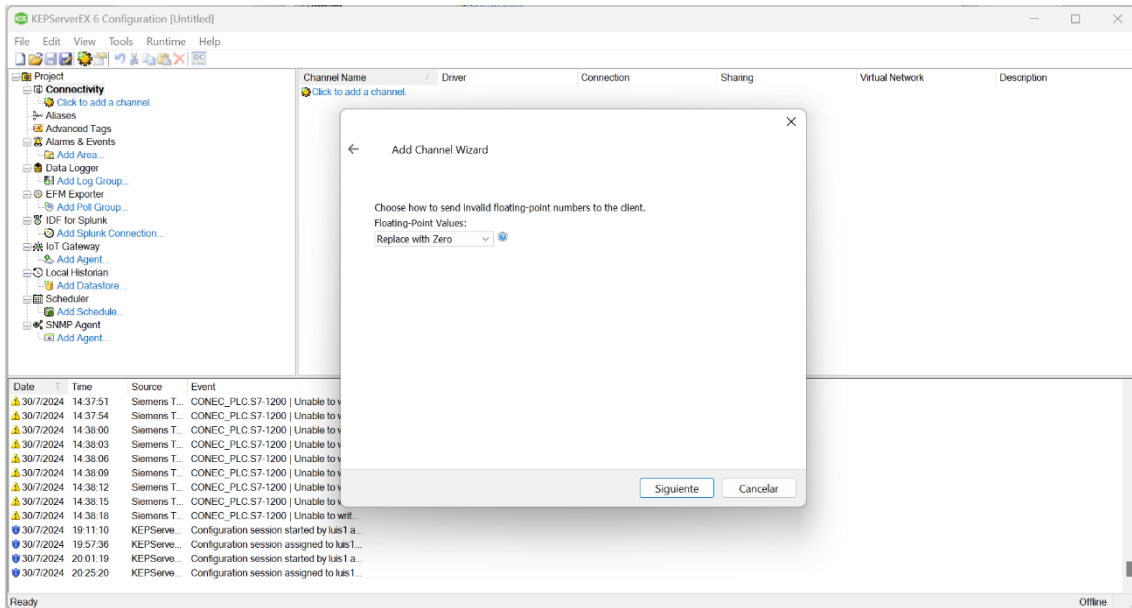 KEPServerEX 6 Configuration [Untitled]
File Edit View Tools Runtime Help
Project
Connectivity
Click to add a channel.
Aliases
Advanced Tags
Alarms & Events
Add Area...
Data Logger
Add Log Group...
EFM Exporter
Add Poll Group...
IDF for Splunk
Add Splunk Connection...
IoT Gateway
Add Agent...
Local Historian
Add Datastore...
Scheduler
Add Schedule...
SNMP Agent
Add Agent...
Channel Name Driver Connection Sharing Virtual Network Description
Click to add a channel.
Add Channel Wizard
Choose how to send invalid floating-point numbers to the client.
Floating-Point Values:
Replace with Zero
Siguiente Cancelar
Date Time Source Event
30/7/2024 14:37:51 Siemens T... CONEC_PLC.S7-1200 | Unable to w
30/7/2024 14:37:54 Siemens T... CONEC_PLC.S7-1200 | Unable to w
30/7/2024 14:38:00 Siemens T... CONEC_PLC.S7-1200 | Unable to w
30/7/2024 14:38:03 Siemens T... CONEC_PLC.S7-1200 | Unable to w
30/7/2024 14:38:06 Siemens T... CONEC_PLC.S7-1200 | Unable to w
30/7/2024 14:38:09 Siemens T... CONEC_PLC.S7-1200 | Unable to w
30/7/2024 14:38:12 Siemens T... CONEC_PLC.S7-1200 | Unable to w
30/7/2024 14:38:15 Siemens T... CONEC_PLC.S7-1200 | Unable to w
30/7/2024 14:38:18 Siemens T... CONEC_PLC.S7-1200 | Unable to writ...
30/7/2024 19:11:10 KEPServe... Configuration session started by luis1 a...
30/7/2024 19:57:36 KEPServe... Configuration session assigned to luis1...
30/7/2024 20:01:19 KEPServe... Configuration session started by luis1 a...
30/7/2024 20:25:20 KEPServe... Configuration session assigned to luis1...
Ready Offline